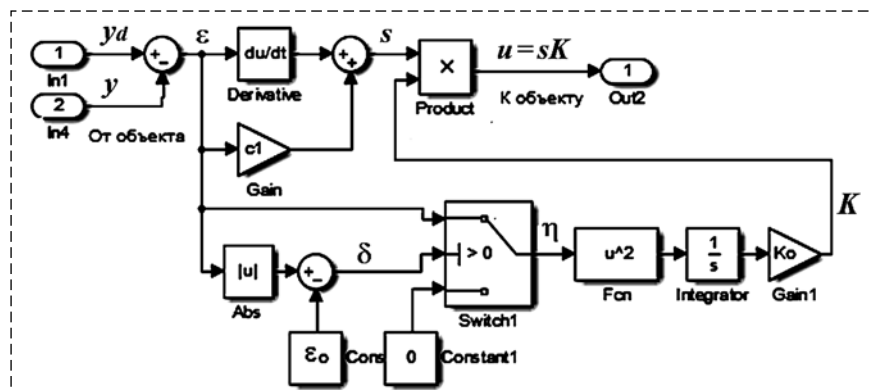 yd
ε
s
u = sK
1
In1
+
-
du/dt
Derivative
+
+
×
Product
К объекту
1
Out2
y
2
In4
От объекта
c1
Gain
K
|u|
Abs
+
-
δ
> 0
Switch1
η
u^2
Fcn
1
s
Integrator
Ko
Gain1
εo
Cons
0
Constant1